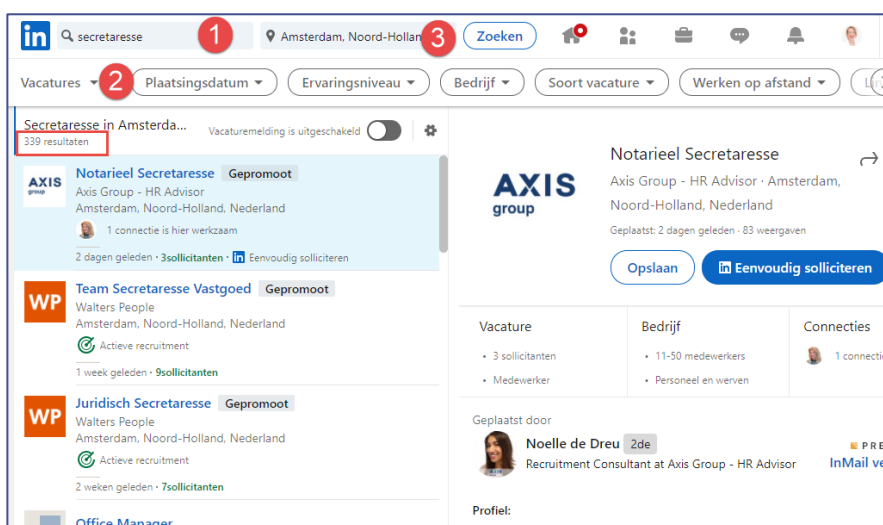 in
secretaresse
1
Amsterdam, Noord-Hollan
3
Zoeken
Vacatures
2
Plaatsingsdatum
Ervaringsniveau
Bedrijf
Soort vacature
Werken op afstand
Secretaresse in Amsterda...
339 resultaten
Vacaturemelding is uitgeschakeld
AXIS
group
Notarieel Secretaresse Gepromoot
Axis Group - HR Advisor
Amsterdam, Noord-Holland, Nederland
1 connectie is hier werkzaam
2 dagen geleden · 3sollicitanten · in Eenvoudig solliciteren
WP
Team Secretaresse Vastgoed Gepromoot
Walters People
Amsterdam, Noord-Holland, Nederland
Actieve recruitment
1 week geleden · 9sollicitanten
WP
Juridisch Secretaresse Gepromoot
Walters People
Amsterdam, Noord-Holland, Nederland
Actieve recruitment
2 weken geleden · 7sollicitanten
Office Manager
AXIS
group
Notarieel Secretaresse
Axis Group - HR Advisor · Amsterdam,
Noord-Holland, Nederland
Geplaatst: 2 dagen geleden · 83 weergaven
Opslaan
in Eenvoudig solliciteren
Vacature
• 3 sollicitanten
• Medewerker
Bedrijf
• 11-50 medewerkers
• Personeel en werven
Connecties
1 connecti
Geplaatst door
Noelle de Dreu 2de
Recruitment Consultant at Axis Group - HR Advisor
PRE
InMail ve
Profiel: